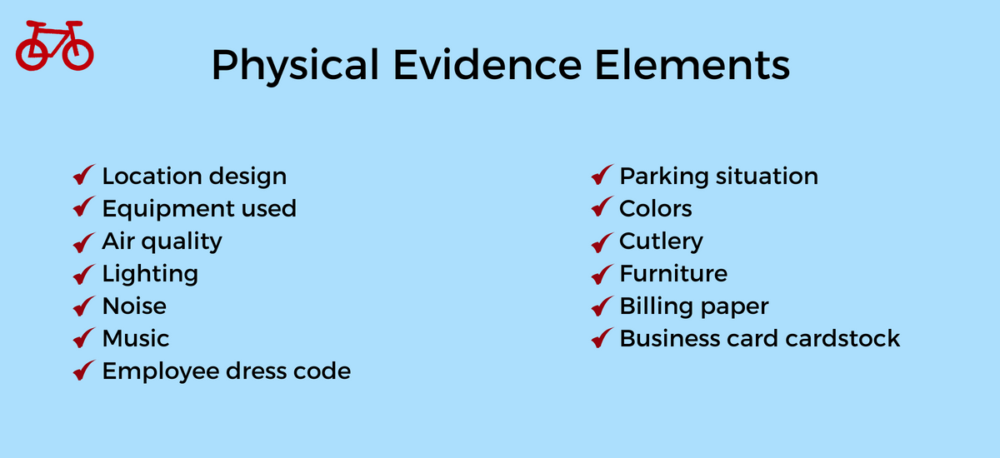 Physical Evidence Elements
Location design
Equipment used
Air quality
Lighting
Noise
Music
Employee dress code
Parking situation
Colors
Cutlery
Furniture
Billing paper
Business card cardstock